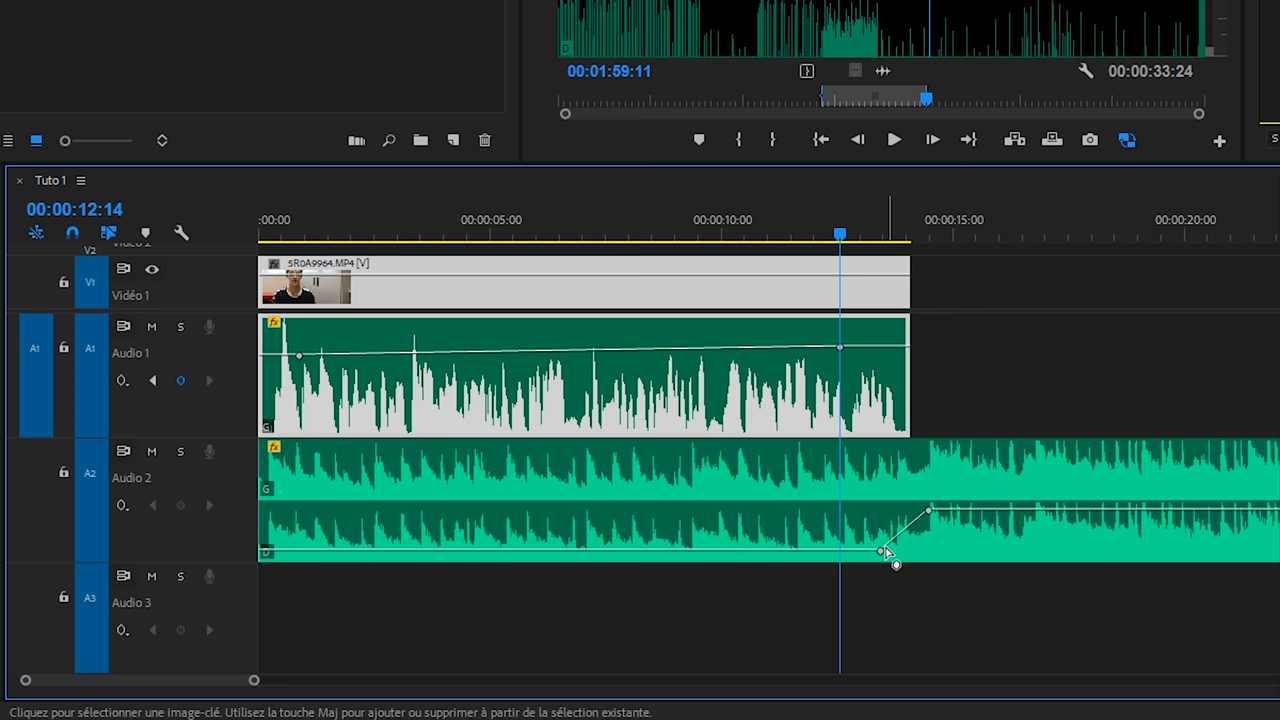 D
00:01:59:11
00:00:33:24
S
× Tuto 1
00:00:12:14
:00:00
00:00:05:00
00:00:10:00
00:00:15:00
00:00:20:00
V2 Vidéo 2
fx 5R0A9964.MP4 [V]
V1
Vidéo 1
M S
fx
A1 A1
Audio 1
G
M S
fx
A2
Audio 2
G
D
M S
A3
Audio 3
Cliquez pour sélectionner une image-clé. Utilisez la touche Maj pour ajouter ou supprimer à partir de la sélection existante.